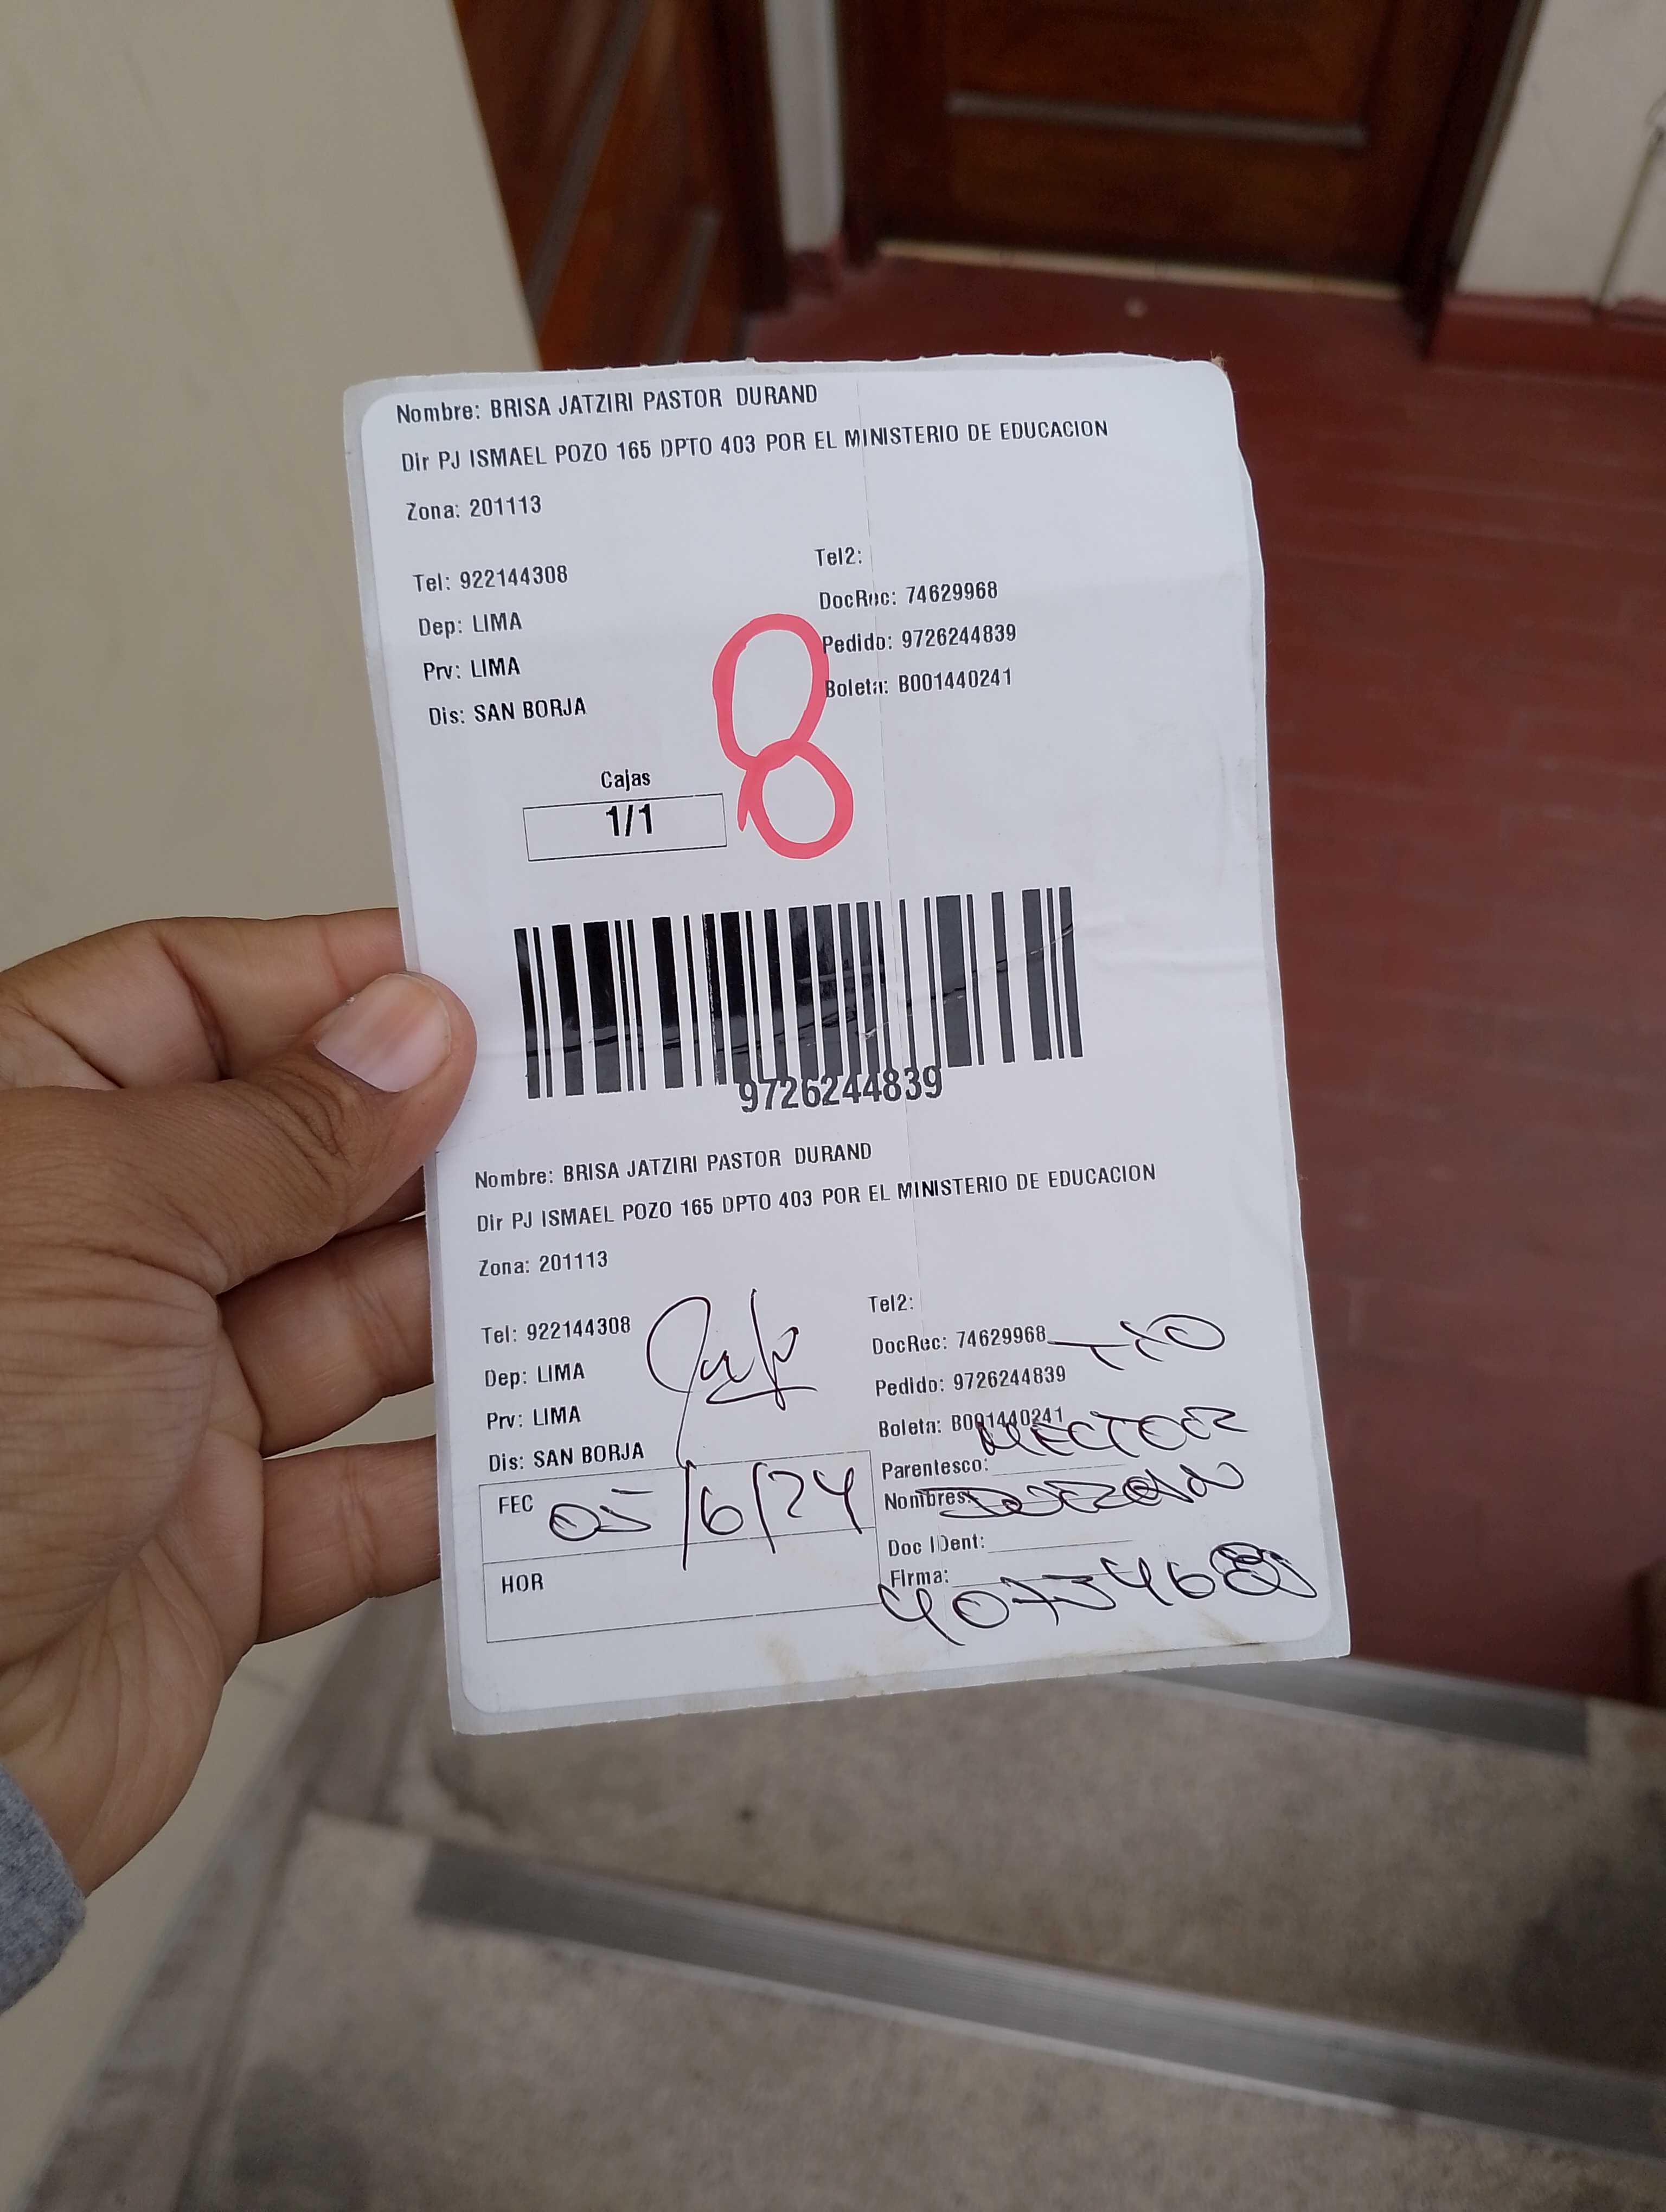 Nombre: BRISA JATZIRI PASTOR DURAND
Dir PJ ISMAEL POZO 165 DPTO 403 POR EL MINISTERIO DE EDUCACION
Zona: 201113
Tel: 922144308
Tel2:
Dep: LIMA
DocRec: 74629968
Prv: LIMA
Pedido: 9726244839
Dis: SAN BORJA
Boleta: B001440241
8
Cajas
1/1
9726244839
Nombre: BRISA JATZIRI PASTOR DURAND
Dir PJ ISMAEL POZO 165 DPTO 403 POR EL MINISTERIO DE EDUCACION
Zona: 201113
Tel: 922144308
Tel2:
Dep: LIMA
DocRec: 74629968 TIO
Prv: LIMA
Pedido: 9726244839
Dis: SAN BORJA
Boleta: B001440241
HECTOR
Parentesco:
FEC 05/6/24
Nombres:
Doc IDent:
HOR
Firma: